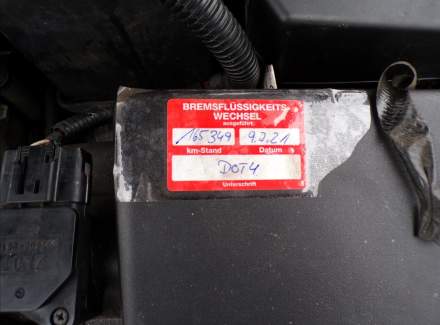 BREMSFLÜSSIGKEITS-
WECHSEL
ausgeführt:
165349 9.2.21
km-Stand Datum
DOT4
Unterschrift